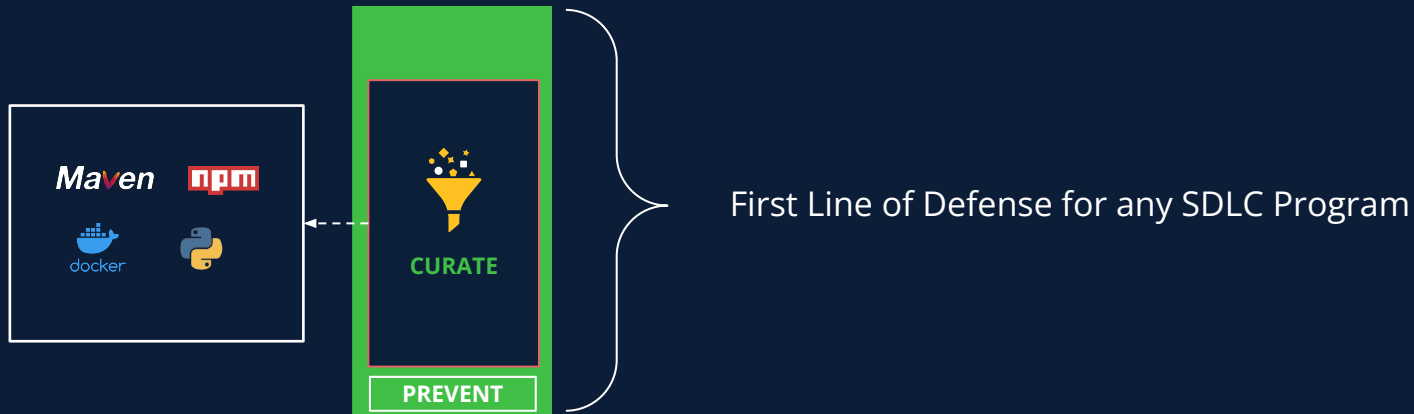 Maven
npm
docker
CURATE
PREVENT
First Line of Defense for any SDLC Program